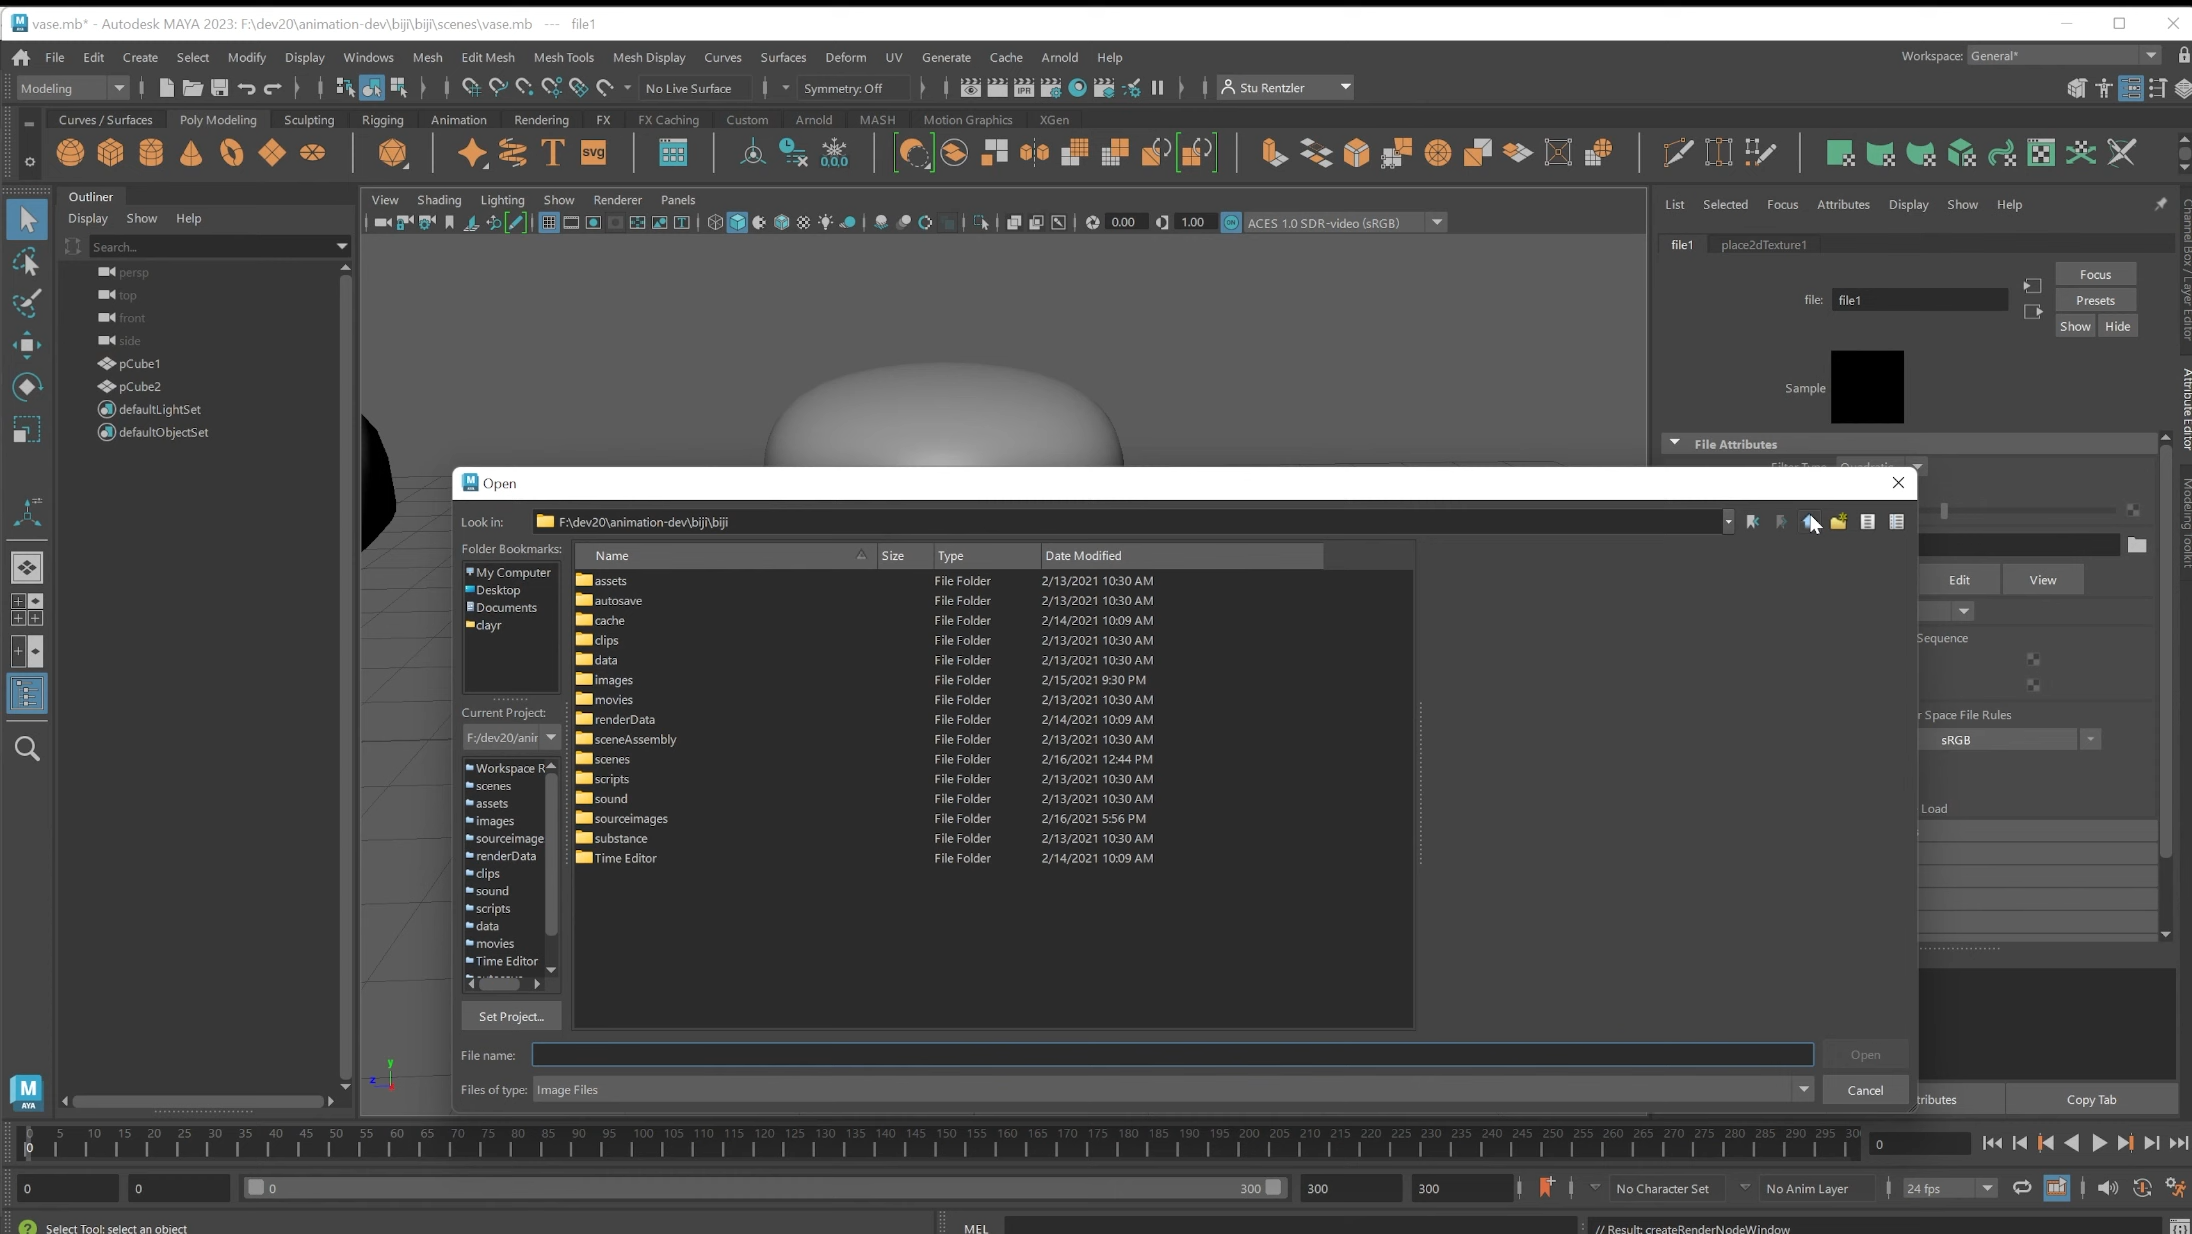 vase.mb* - Autodesk MAYA 2023: F:\dev20\animation-dev\biji\biji\scenes\vase.mb --- file1
File Edit Create Select Modify Display Windows Mesh Edit Mesh Mesh Tools Mesh Display Curves Surfaces Deform UV Generate Cache Arnold Help
Workspace: General*
Modeling
No Live Surface
Symmetry: Off
IPR
Stu Rentzler
Curves / Surfaces Poly Modeling Sculpting Rigging Animation Rendering FX FX Caching Custom Arnold MASH Motion Graphics XGen
T svg 0,0,0
Outliner
Display Show Help
Search...
persp
top
front
side
pCube1
pCube2
defaultLightSet
defaultObjectSet
View Shading Lighting Show Renderer Panels
0.00 1.00 ON ACES 1.0 SDR-video (sRGB)
List Selected Focus Attributes Display Show Help
file1 place2dTexture1
file: file1
Focus
Presets
Show Hide
Sample
File Attributes
Edit View
Sequence
r Space File Rules
sRGB
Load
tributes
Copy Tab
Channel Box / Layer Editor
Attribute Editor
Modeling Toolkit
Open
Look in: F:\dev20\animation-dev\biji\biji
Folder Bookmarks:
My Computer
Desktop
Documents
clayr
Current Project:
F:/dev20/anir
Workspace R
scenes
assets
images
sourceimage
renderData
clips
sound
scripts
data
movies
Time Editor
Set Project...
Name Size Type Date Modified
assets File Folder 2/13/2021 10:30 AM
autosave File Folder 2/13/2021 10:30 AM
cache File Folder 2/14/2021 10:09 AM
clips File Folder 2/13/2021 10:30 AM
data File Folder 2/13/2021 10:30 AM
images File Folder 2/15/2021 9:30 PM
movies File Folder 2/13/2021 10:30 AM
renderData File Folder 2/14/2021 10:09 AM
sceneAssembly File Folder 2/13/2021 10:30 AM
scenes File Folder 2/16/2021 12:44 PM
scripts File Folder 2/13/2021 10:30 AM
sound File Folder 2/13/2021 10:30 AM
sourceimages File Folder 2/16/2021 5:56 PM
substance File Folder 2/13/2021 10:30 AM
Time Editor File Folder 2/14/2021 10:09 AM
File name:
Open
Files of type: Image Files
Cancel
y
z
M
AYA
0 5 10 15 20 25 30 35 40 45 50 55 60 65 70 75 80 85 90 95 100 105 110 115 120 125 130 135 140 145 150 155 160 165 170 175 180 185 190 195 200 205 210 215 220 225 230 235 240 245 250 255 260 265 270 275 280 285 290 295 30
0
0
0 0 0 300 300 300 No Character Set No Anim Layer 24 fps
Select Tool: select an object
MEL
// Result: createRenderNodeWindow